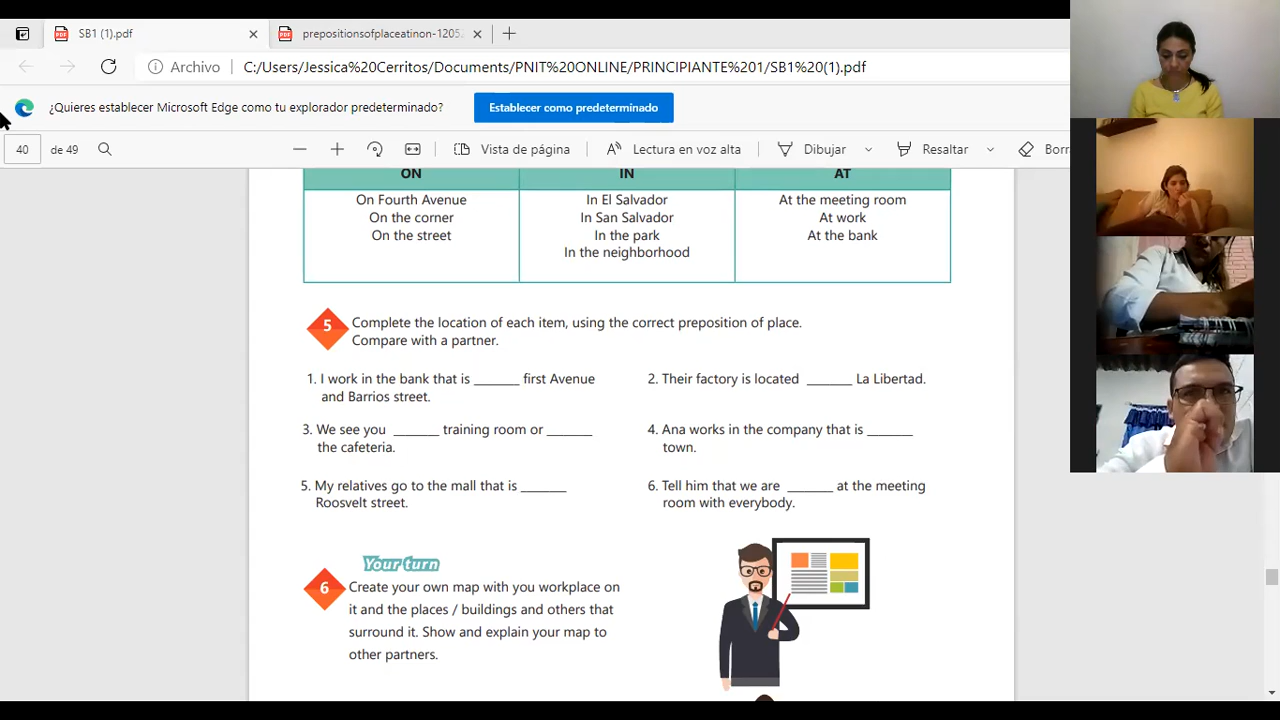 SB1 (1).pdf
prepositionsofplaceatinon-1205
Archivo C:/Users/Jessica%20Cerritos/Documents/PNIT%20ONLINE/PRINCIPIANTE%201/SB1%20(1).pdf
¿Quieres establecer Microsoft Edge como tu explorador predeterminado? Establecer como predeterminado
40 de 49 Vista de página Lectura en voz alta Dibujar Resaltar Borr
ON IN AT
On Fourth Avenue In El Salvador At the meeting room
On the corner In San Salvador At work
On the street In the park At the bank
In the neighborhood
5 Complete the location of each item, using the correct preposition of place.
Compare with a partner.
1. I work in the bank that is ______ first Avenue
and Barrios street.
2. Their factory is located ______ La Libertad.
3. We see you ______ training room or ______
the cafeteria.
4. Ana works in the company that is ______
town.
5. My relatives go to the mall that is ______
Roosvelt street.
6. Tell him that we are ______ at the meeting
room with everybody.
Your turn
6 Create your own map with you workplace on
it and the places / buildings and others that
surround it. Show and explain your map to
other partners.